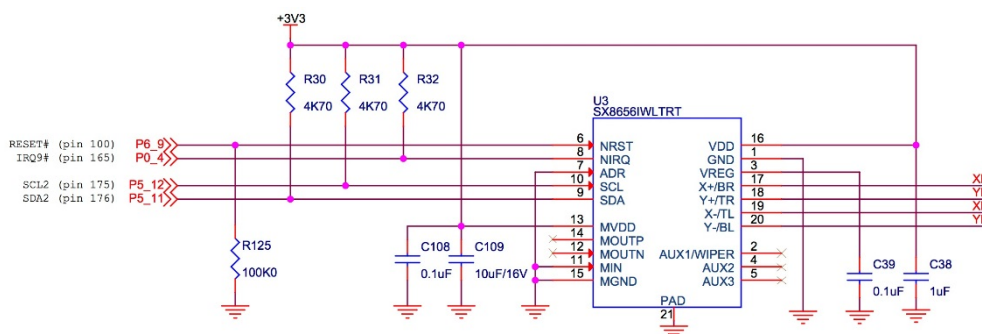 +3V3
R30
4K70
R31
4K70
R32
4K70
U3
SX8656IWLTRT
RESET# (pin 100) P6_9
IRQ9# (pin 165) P0_4
SCL2 (pin 175) P5_12
SDA2 (pin 176) P5_11
6 NRST
8 NIRQ
7 ADR
10 SCL
9 SDA
13 MVDD
14 MOUTP
12 MOUTN
11 MIN
15 MGND
VDD 16
GND 1
VREG 3
X+/BR 17
Y+/TR 18
X-/TL 19
Y-/BL 20
AUX1/WIPER 2
AUX2 4
AUX3 5
PAD
21
R125
100K0
C108
0.1uF
C109
10uF/16V
C39
0.1uF
C38
1uF